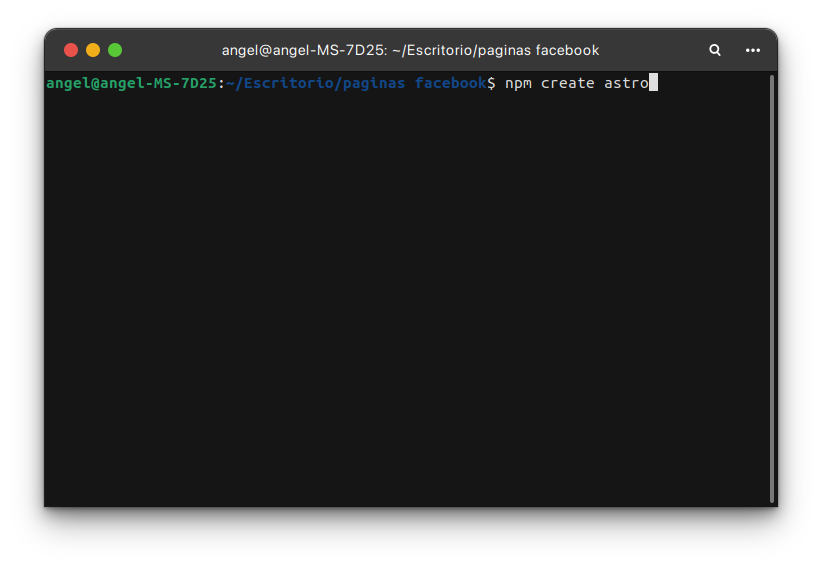 angel@angel-MS-7D25: ~/Escritorio/paginas facebook
angel@angel-MS-7D25:~/Escritorio/paginas facebook$ npm create astro